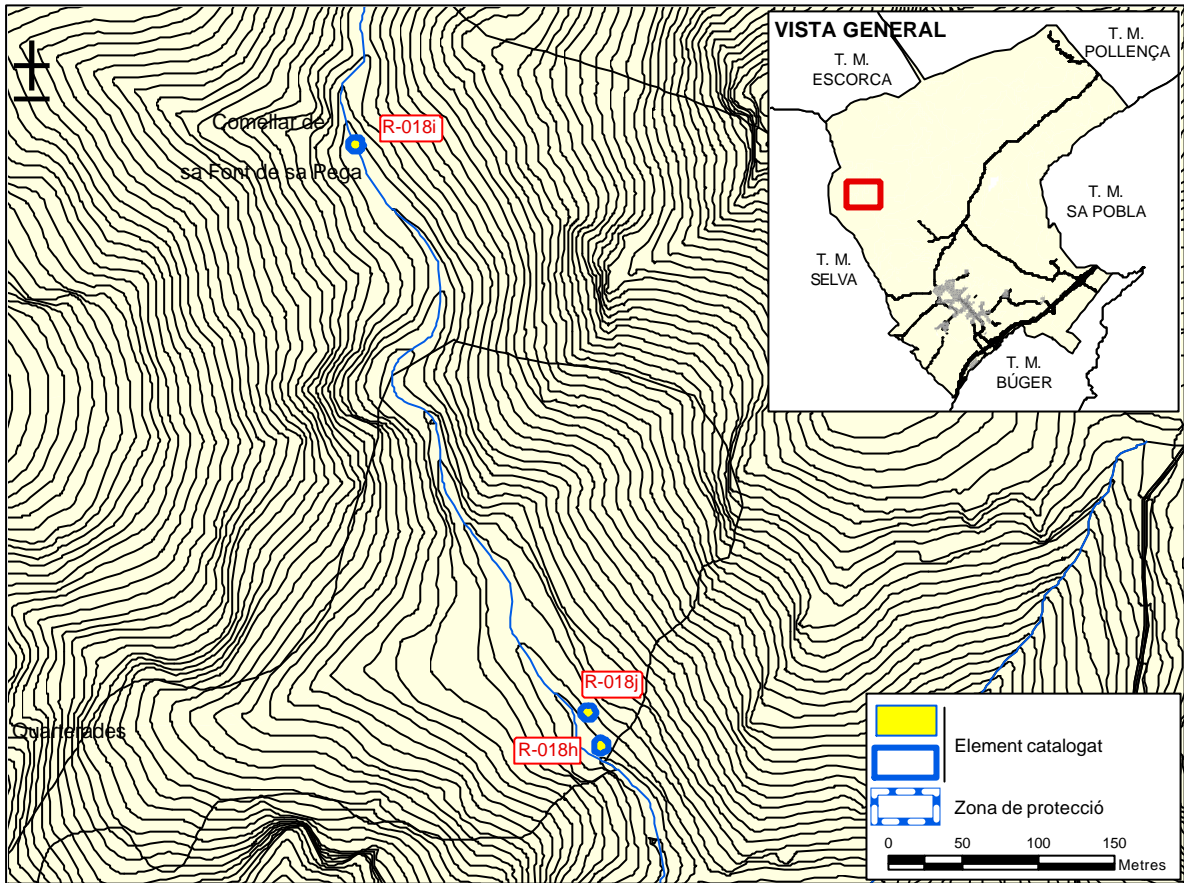 VISTA GENERAL
T. M.
POLLENÇA
T. M.
ESCORCA
T. M.
SA POBLA
T. M.
SELVA
T. M.
BÚGER
R-018i
Comellar de
sa Font de sa Pega
R-018j
R-018h
Quarterades
Element catalogat
Zona de protecció
0 50 100 150
Metres